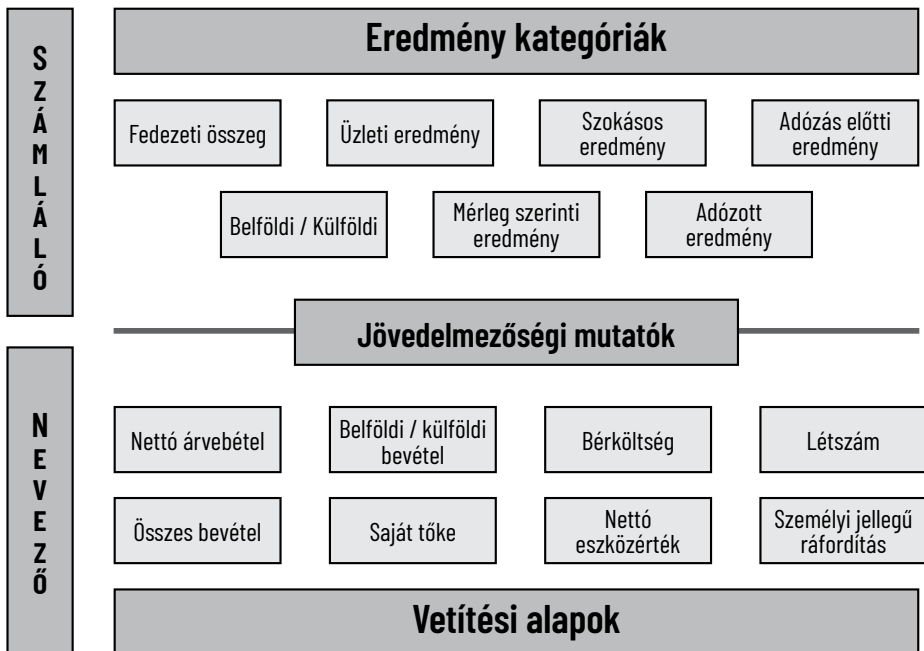 SZÁMLÁLÓ
Eredmény kategóriák
Fedezeti összeg
Üzleti eredmény
Szokásos
eredmény
Adózás előtti
eredmény
Belföldi / Külföldi
Mérleg szerinti
eredmény
Adózott
eredmény
Jövedelmezőségi mutatók
NEVEZŐ
Nettó árvebétel
Belföldi / külföldi
bevétel
Bérköltség
Létszám
Összes bevétel
Saját tőke
Nettó
eszközérték
Személyi jellegű
ráfordítás
Vetítési alapok